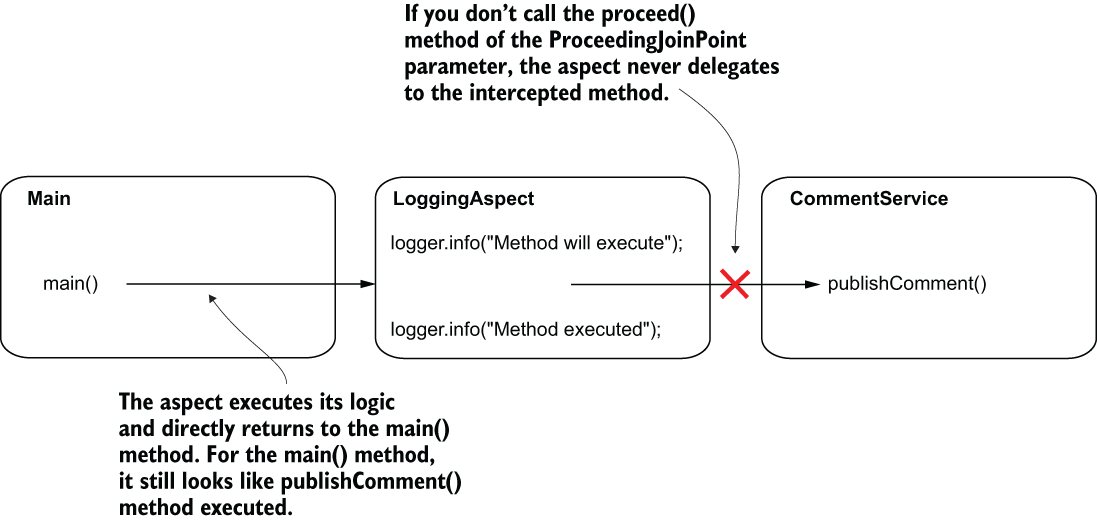 If you don’t call the proceed()
method of the ProceedingJoinPoint
parameter, the aspect never delegates
to the intercepted method.
Main
main()
LoggingAspect
logger.info("Method will execute");
logger.info("Method executed");
CommentService
publishComment()
The aspect executes its logic
and directly returns to the main()
method. For the main() method,
it still looks like publishComment()
method executed.